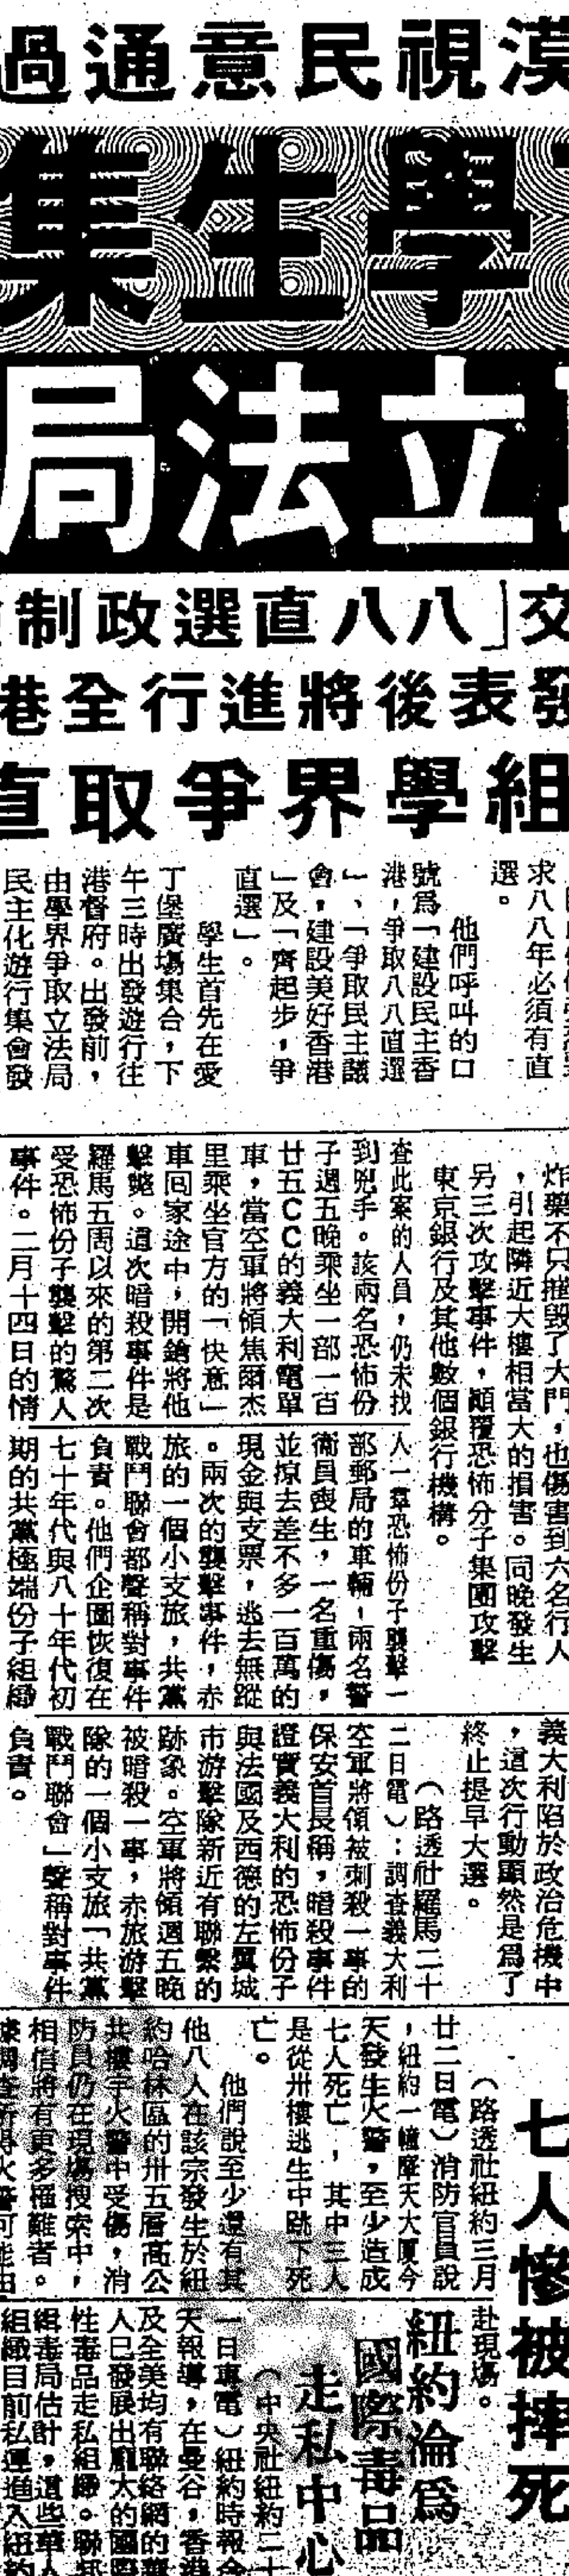 漠視民意通過
學生集
立法局
交「八八直選政制
發表後將進行全港
組學界爭取直
求八八年必須有直
選。
他們呼叫的口
號為「建設民主香
港,爭取八八直選
」、「爭取民主議
會,建設美好香港
」及「齊起步,爭
直選」。
學生首先在愛
丁堡廣場集合,下
午三時出發遊行往
港督府。出發前,
由學界爭取立法局
民主化遊行集會發
炸藥不只摧毀了大門,也傷害到六名行人
,引起隣近大樓相當大的損害。同晚發生
另三次攻擊事件,顛覆恐怖分子集團攻擊
東京銀行及其他數個銀行機構。
查此案的人員,仍未找
到兇手。該兩名恐怖份
子週五晚乘坐一部一百
廿五CC的義大利電單
車,當空軍將領焦爾杰
里乘坐官方的「快意」
車回家途中,開鎗將他
擊斃。這次暗殺事件是
羅馬五周以來的第二次
受恐怖份子襲擊的驚人
事件。二月十四日的情
人一羣恐怖份子襲擊一
部郵局的車輛,兩名警
衞員喪生,一名重傷,
並掠去差不多一百萬的
現金與支票,逃去無蹤
。兩次的襲擊事件,赤
旅的一個小支旅,共黨
戰鬥聯會都聲稱對事件
負責。他們企圖恢復在
七十年代與八十年代初
期的共黨極端份子組織
義大利陷於政治危機中
,這次行動顯然是爲了
終止提早大選。
(路透社羅馬二十
二日電):調查義大利
空軍將領被刺殺一事的
保安首長稱,暗殺事件
證實義大利的恐怖份子
與法國及西德的左翼城
市游擊隊新近有聯繫的
跡象。空軍將領週五晚
被暗殺一事,赤旅游擊
隊的一個小支旅「共黨
戰鬥聯會」聲稱對事件
負責。
七人慘被摔死
(路透社紐約三月
廿二日電)消防官員說
,紐約一幢摩天大厦今
天發生火警,至少造成
七人死亡,其中三人
是從卅樓逃生中跳下死
亡。
他們說至少還有其
他八人在該宗發生於紐
約哈林區的卅五層高公
共樓宇火警中受傷,消
防員仍在現場搜索中,
相信將有更多罹難者。
赴現場。
紐約淪爲
國際毒品
走私中心
(中央社紐約二十
一日專電)紐約時報今
天報導,在曼谷,香港
及全美均有聯絡網的華
人已發展出龐大的國際
性毒品走私組織。聯邦
緝毒局估計,這些華人
組織目前私運進入紐約